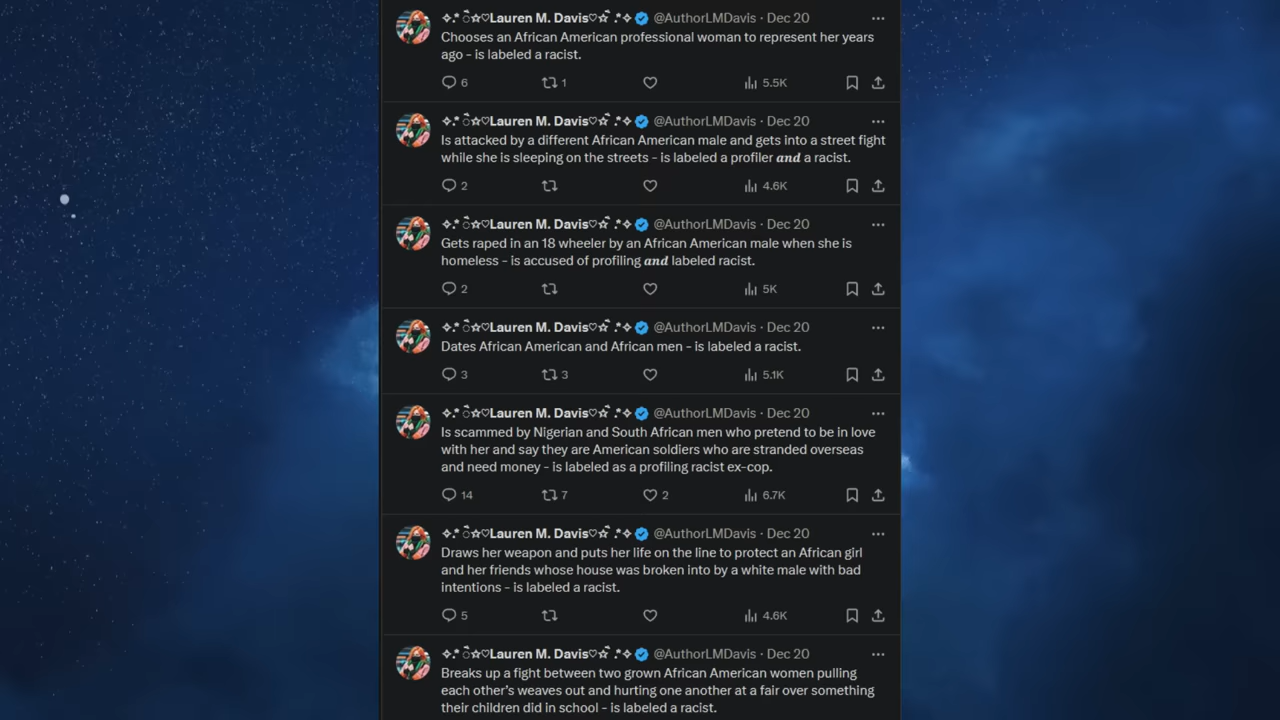 ✧.* ੈ☆♡Lauren M. Davis♡☆ ੈ.*✧ @AuthorLMDavis · Dec 20
Chooses an African American professional woman to represent her years
ago - is labeled a racist.
6 1 5.5K
✧.* ੈ☆♡Lauren M. Davis♡☆ ੈ.*✧ @AuthorLMDavis · Dec 20
Is attacked by a different African American male and gets into a street fight
while she is sleeping on the streets - is labeled a profiler and a racist.
2 4.6K
✧.* ੈ☆♡Lauren M. Davis♡☆ ੈ.*✧ @AuthorLMDavis · Dec 20
Gets raped in an 18 wheeler by an African American male when she is
homeless - is accused of profiling and labeled racist.
2 5K
✧.* ੈ☆♡Lauren M. Davis♡☆ ੈ.*✧ @AuthorLMDavis · Dec 20
Dates African American and African men - is labeled a racist.
3 3 5.1K
✧.* ੈ☆♡Lauren M. Davis♡☆ ੈ.*✧ @AuthorLMDavis · Dec 20
Is scammed by Nigerian and South African men who pretend to be in love
with her and say they are American soldiers who are stranded overseas
and need money - is labeled as a profiling racist ex-cop.
14 7 2 6.7K
✧.* ੈ☆♡Lauren M. Davis♡☆ ੈ.*✧ @AuthorLMDavis · Dec 20
Draws her weapon and puts her life on the line to protect an African girl
and her friends whose house was broken into by a white male with bad
intentions - is labeled a racist.
5 4.6K
✧.* ੈ☆♡Lauren M. Davis♡☆ ੈ.*✧ @AuthorLMDavis · Dec 20
Breaks up a fight between two grown African American women pulling
each other's weaves out and hurting one another at a fair over something
their children did in school - is labeled a racist.